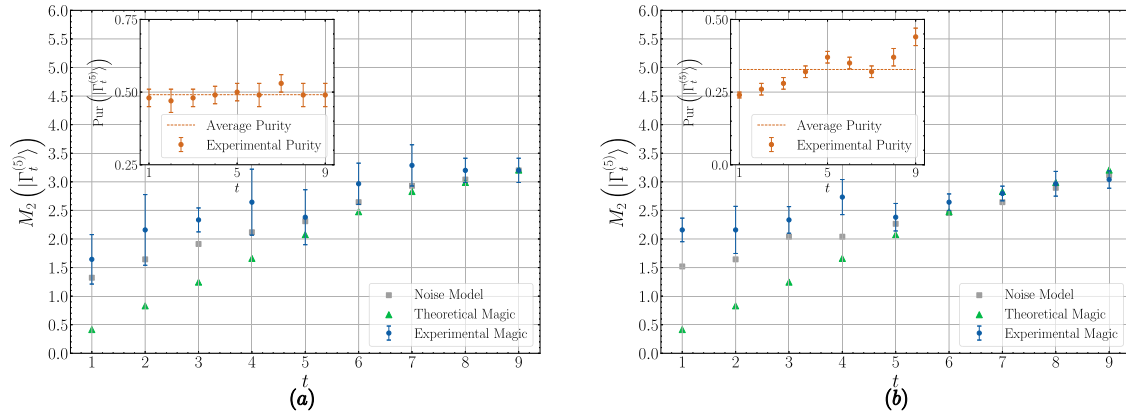 6.0
5.5
5.0
4.5
4.0
3.5
3.0
2.5
2.0
1.5
1.0
0.5
0.0
M₂ (|Γₜ⁽⁵⁾⟩)
1 2 3 4 5 6 7 8 9
t
(a)
0.75
0.50
0.25
Pur (|Γₜ⁽⁵⁾⟩)
1 5 9
t
Average Purity
Experimental Purity
Noise Model
Theoretical Magic
Experimental Magic
6.0
5.5
5.0
4.5
4.0
3.5
3.0
2.5
2.0
1.5
1.0
0.5
0.0
M₂ (|Γₜ⁽⁵⁾⟩)
1 2 3 4 5 6 7 8 9
t
(b)
0.50
0.25
0.0
Pur (|Γₜ⁽⁵⁾⟩)
1 5 9
t
Average Purity
Experimental Purity
Noise Model
Theoretical Magic
Experimental Magic